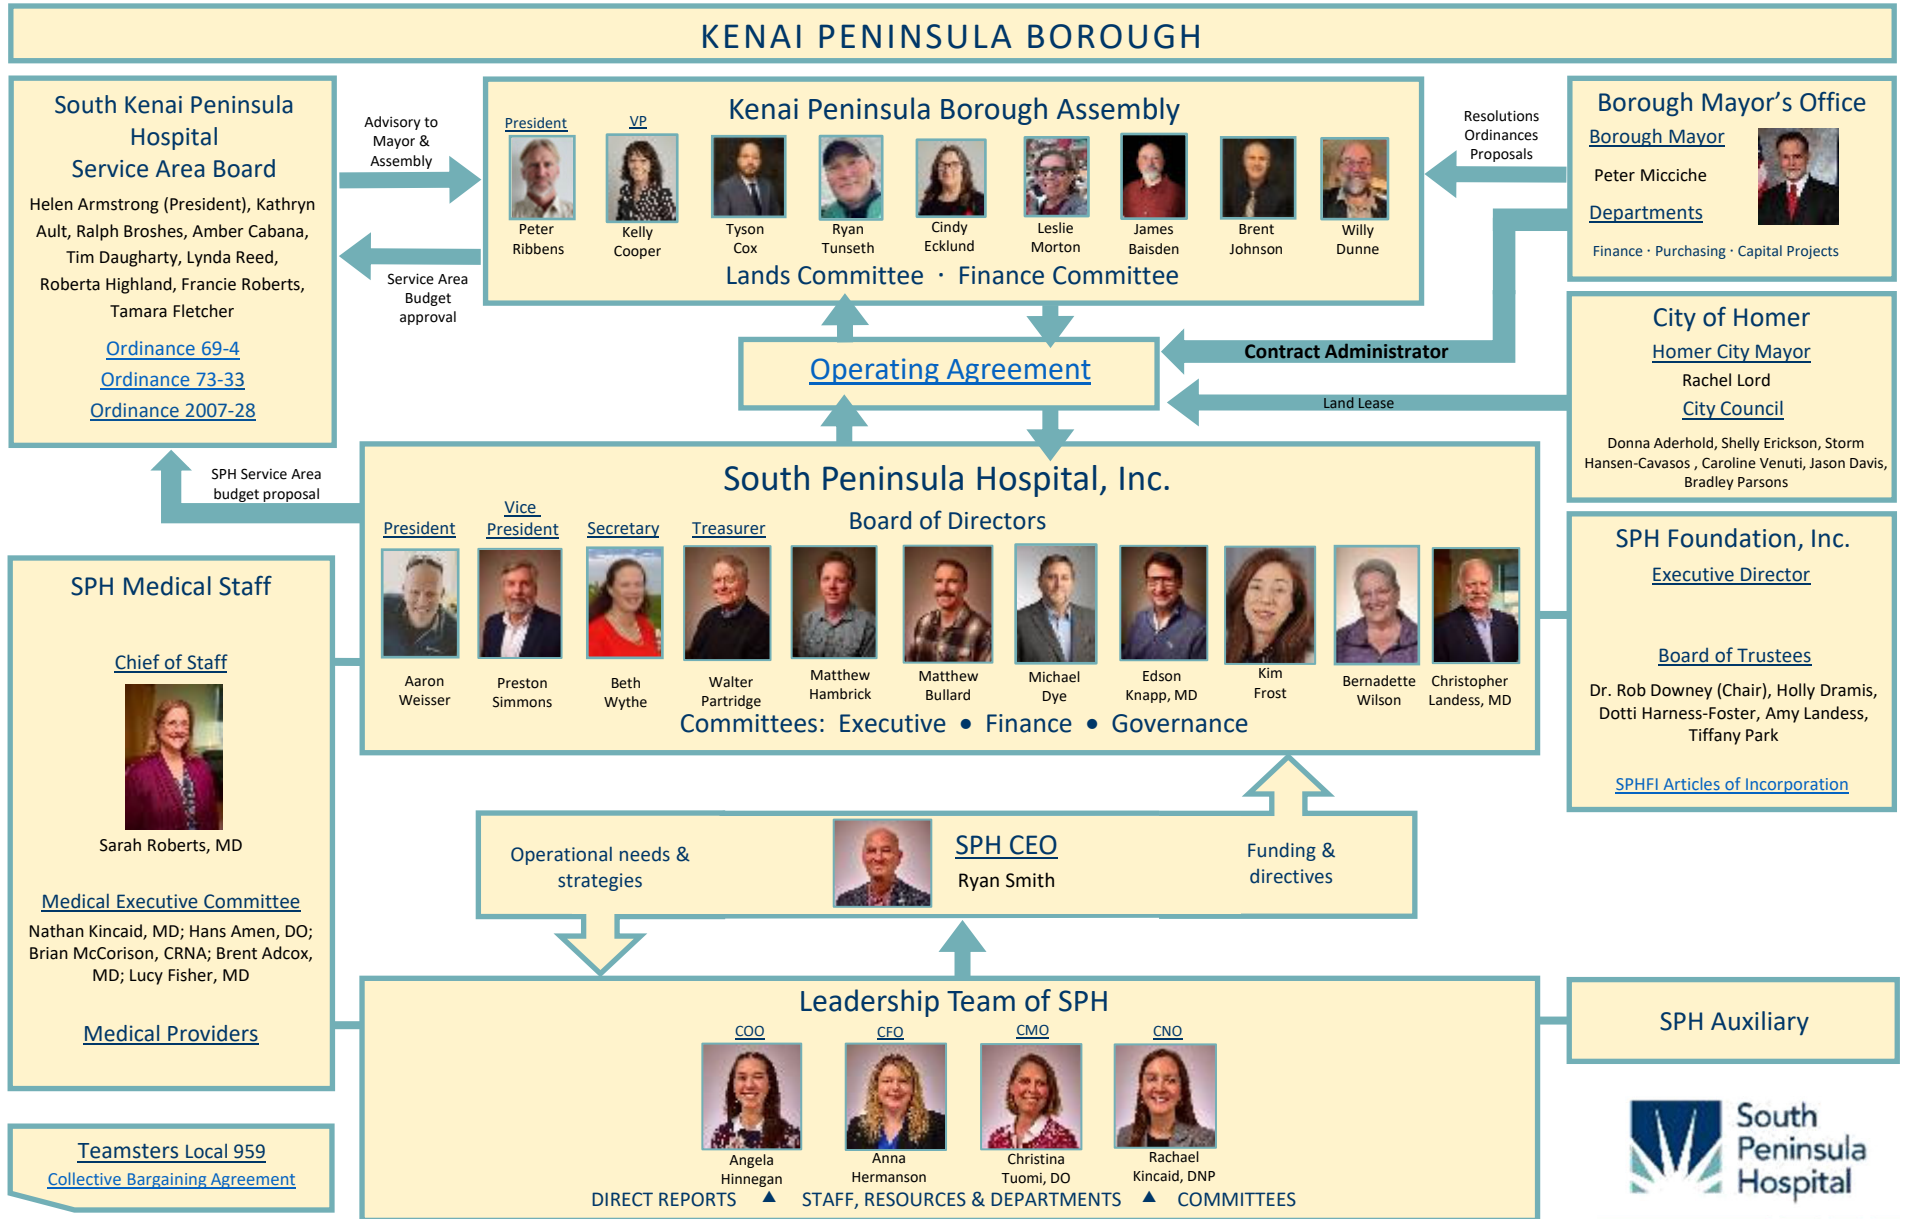 KENAI PENINSULA BOROUGH
South Kenai Peninsula
Hospital
Service Area Board
Helen Armstrong (President), Kathryn
Ault, Ralph Broshes, Amber Cabana,
Tim Daugharty, Lynda Reed,
Roberta Highland, Francie Roberts,
Tamara Fletcher
Ordinance 69-4
Ordinance 73-33
Ordinance 2007-28
Advisory to
Mayor &
Assembly
Service Area
Budget
approval
Kenai Peninsula Borough Assembly
President
VP
Peter
Ribbens
Kelly
Cooper
Tyson
Cox
Ryan
Tunseth
Cindy
Ecklund
Leslie
Morton
James
Baisden
Brent
Johnson
Willy
Dunne
Lands Committee · Finance Committee
Resolutions
Ordinances
Proposals
Borough Mayor's Office
Borough Mayor
Peter Micciche
Departments
Finance · Purchasing · Capital Projects
Operating Agreement
Contract Administrator
Land Lease
City of Homer
Homer City Mayor
Rachel Lord
City Council
Donna Aderhold, Shelly Erickson, Storm
Hansen-Cavasos , Caroline Venuti, Jason Davis,
Bradley Parsons
SPH Service Area
budget proposal
South Peninsula Hospital, Inc.
Board of Directors
President
Vice
President
Secretary
Treasurer
Aaron
Weisser
Preston
Simmons
Beth
Wythe
Walter
Partridge
Matthew
Hambrick
Matthew
Bullard
Michael
Dye
Edson
Knapp, MD
Kim
Frost
Bernadette
Wilson
Christopher
Landess, MD
Committees: Executive • Finance • Governance
SPH Medical Staff
Chief of Staff
Sarah Roberts, MD
Medical Executive Committee
Nathan Kincaid, MD; Hans Amen, DO;
Brian McCorison, CRNA; Brent Adcox,
MD; Lucy Fisher, MD
Medical Providers
SPH Foundation, Inc.
Executive Director
Board of Trustees
Dr. Rob Downey (Chair), Holly Dramis,
Dotti Harness-Foster, Amy Landess,
Tiffany Park
SPHFI Articles of Incorporation
Operational needs &
strategies
SPH CEO
Ryan Smith
Funding &
directives
Leadership Team of SPH
COO
CFO
CMO
CNO
Angela
Hinnegan
Anna
Hermanson
Christina
Tuomi, DO
Rachael
Kincaid, DNP
DIRECT REPORTS ▲ STAFF, RESOURCES & DEPARTMENTS ▲ COMMITTEES
SPH Auxiliary
Teamsters Local 959
Collective Bargaining Agreement
South
Peninsula
Hospital